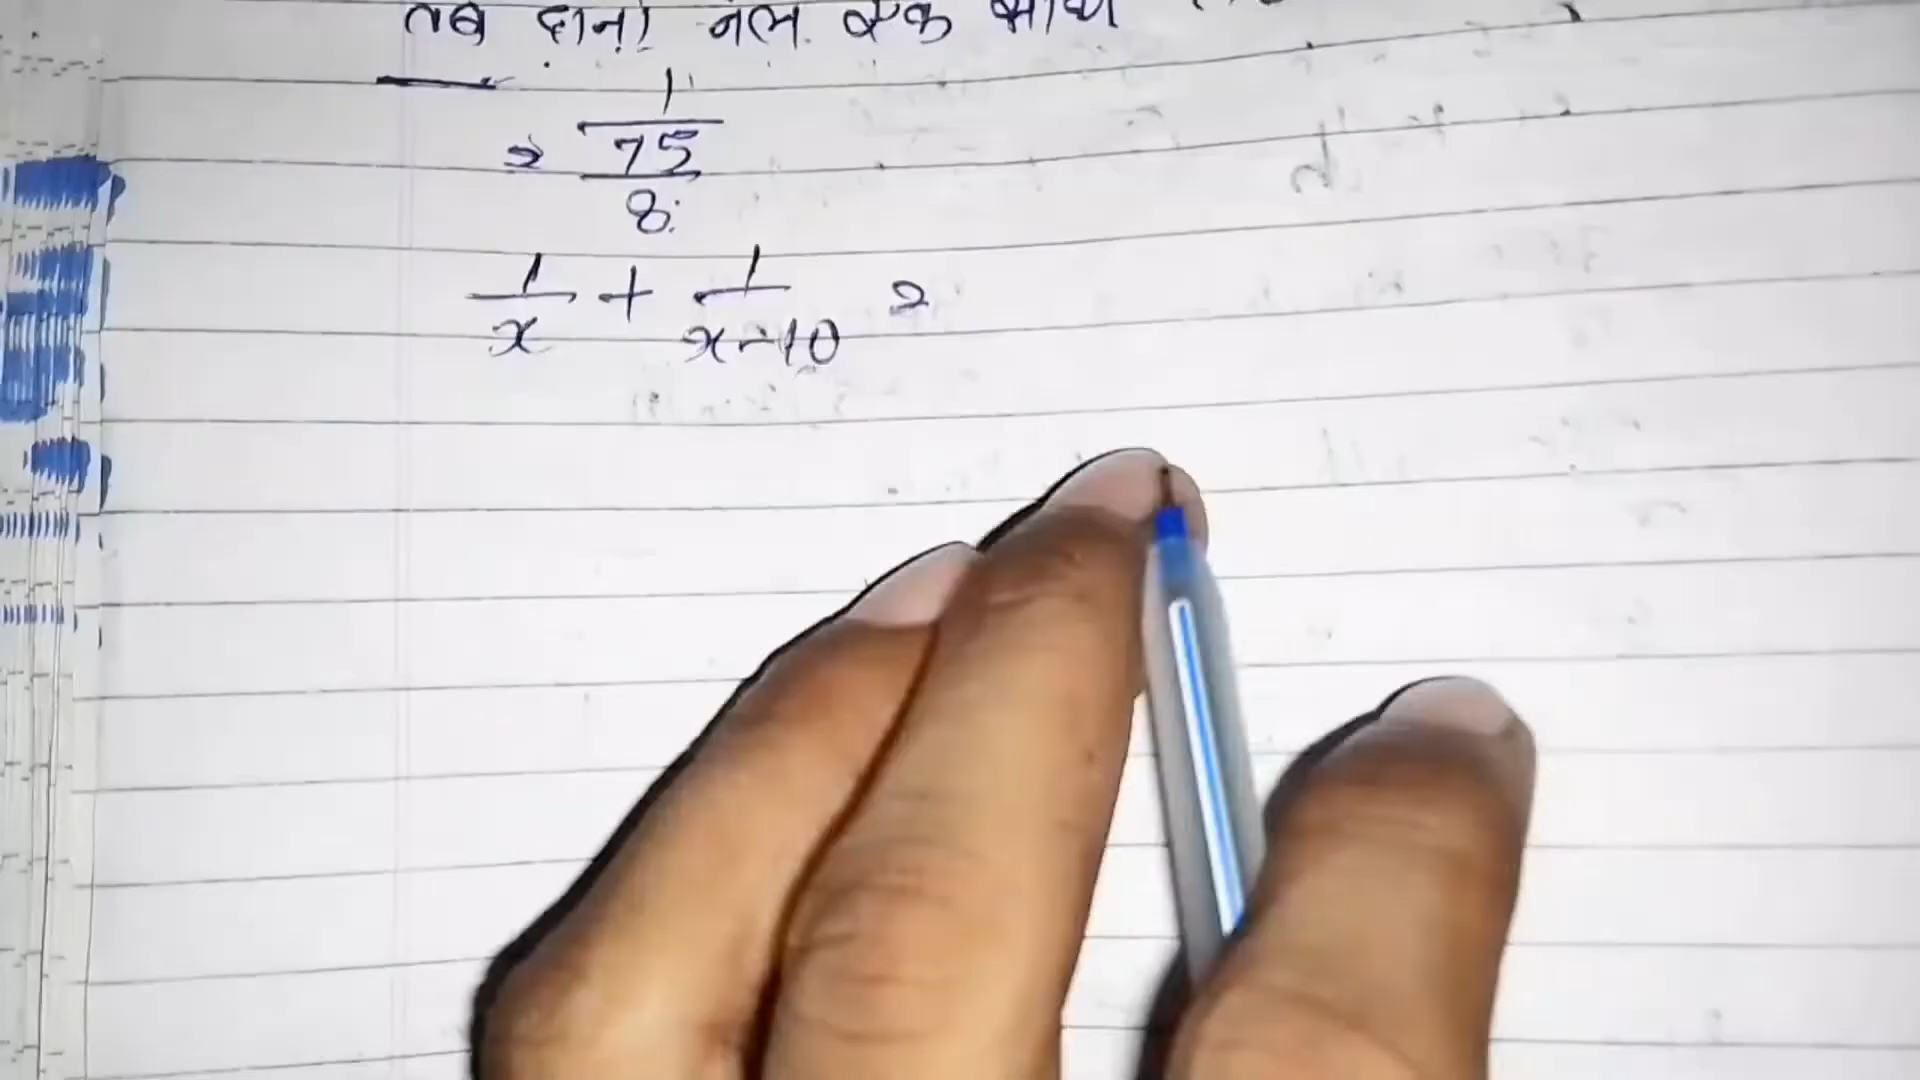 तब दोनों नल एक साथ
= 1/(75/8)
1/x + 1/(x-10) =